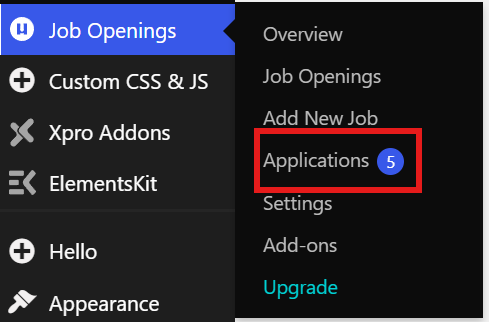 Job Openings
Custom CSS & JS
Xpro Addons
ElementsKit
Hello
Appearance
Overview
Job Openings
Add New Job
Applications 5
Settings
Add-ons
Upgrade